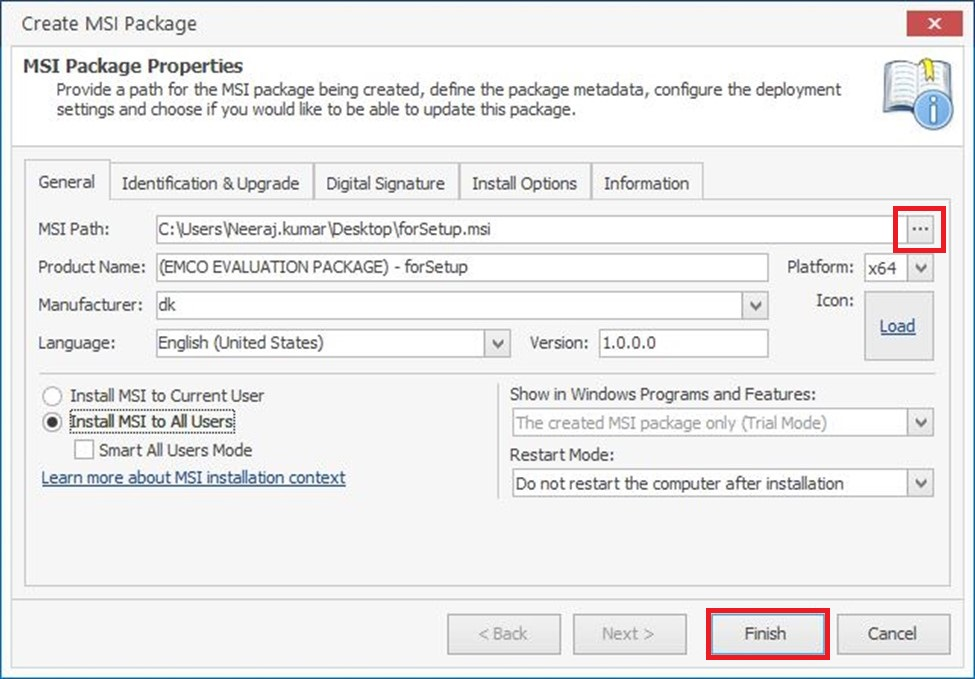 Create MSI Package
MSI Package Properties
Provide a path for the MSI package being created, define the package metadata, configure the deployment
settings and choose if you would like to be able to update this package.
General
Identification & Upgrade
Digital Signature
Install Options
Information
MSI Path:
C:\Users\Neeraj.kumar\Desktop\forSetup.msi
...
Product Name:
(EMCO EVALUATION PACKAGE) - forSetup
Platform:
x64
Manufacturer:
dk
Icon:
Load
Language:
English (United States)
Version:
1.0.0.0
Install MSI to Current User
Install MSI to All Users
Smart All Users Mode
Learn more about MSI installation context
Show in Windows Programs and Features:
The created MSI package only (Trial Mode)
Restart Mode:
Do not restart the computer after installation
< Back
Next >
Finish
Cancel